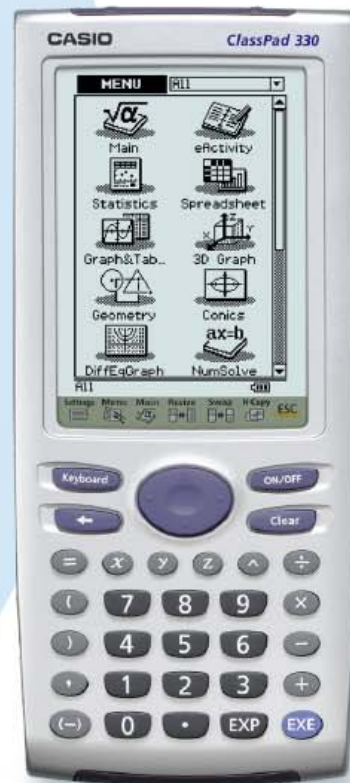 CASIO ClassPad 330
MENU All
√α
Main eActivity
Statistics Spreadsheet
x z y
Graph&Tab… 3D Graph
Geometry Conics
ax=b
DiffEqGraph NumSolve
All
Settings Menu Main Resize Swap ESC
Keyboard ON/OFF
← Clear
= x y z ^ ÷
( 7 8 9 ×
) 4 5 6 −
, 1 2 3 +
(−) 0 . EXP EXE